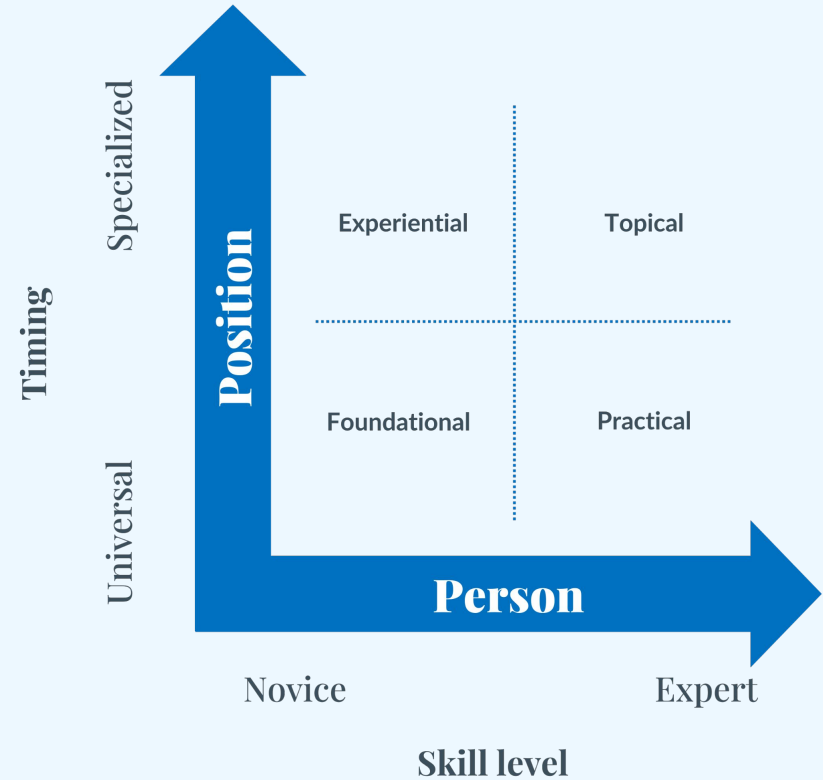 Specialized
Position
Experiential
Topical
Timing
Foundational
Practical
Universal
Person
Novice
Expert
Skill level